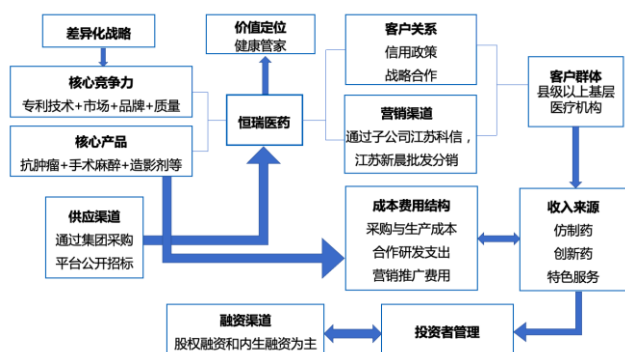 差异化战略
核心竞争力
专利技术+市场+品牌+质量
核心产品
抗肿瘤+手术麻醉+造影剂等
供应渠道
通过集团采购
平台公开招标
价值定位
健康管家
恒瑞医药
客户关系
信用政策
战略合作
营销渠道
通过子公司江苏科信，
江苏新晨批发分销
客户群体
县级以上基层
医疗机构
成本费用结构
采购与生产成本
合作研发支出
营销推广费用
收入来源
仿制药
创新药
特色服务
融资渠道
股权融资和内生融资为主
投资者管理